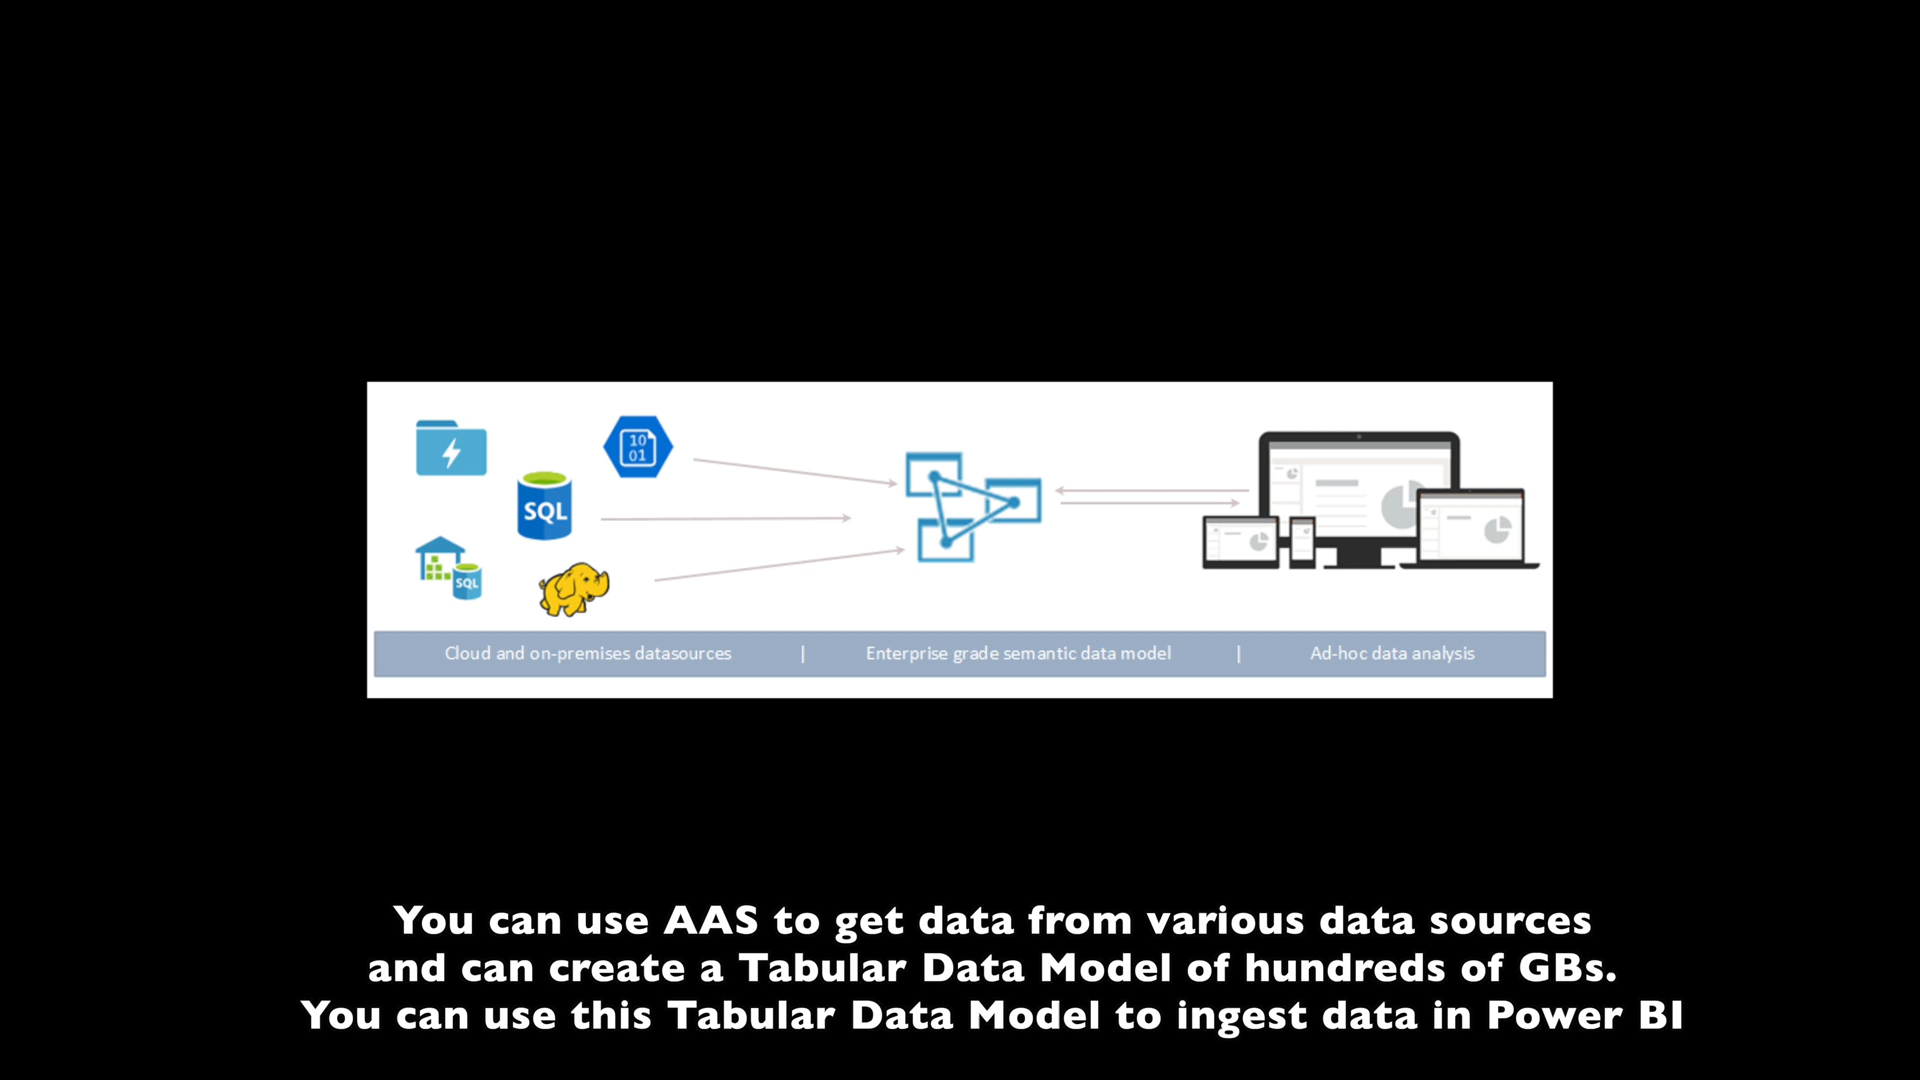 10
01
SQL
SQL
Cloud and on-premises datasources | Enterprise grade semantic data model | Ad-hoc data analysis
You can use AAS to get data from various data sources
and can create a Tabular Data Model of hundreds of GBs.
You can use this Tabular Data Model to ingest data in Power BI